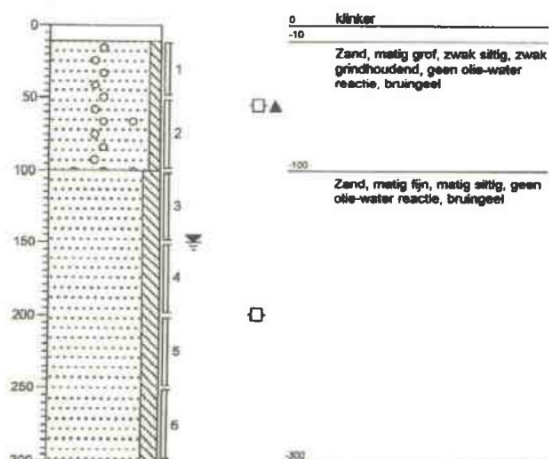 0
50
100
150
200
250
300
1
2
3
4
5
6
0 klinker
-10
Zand, matig grof, zwak siltig, zwak
grindhoudend, geen olie-water
reactie, bruingeel
-100
Zand, matig fijn, matig siltig, geen
olie-water reactie, bruingeel
-300